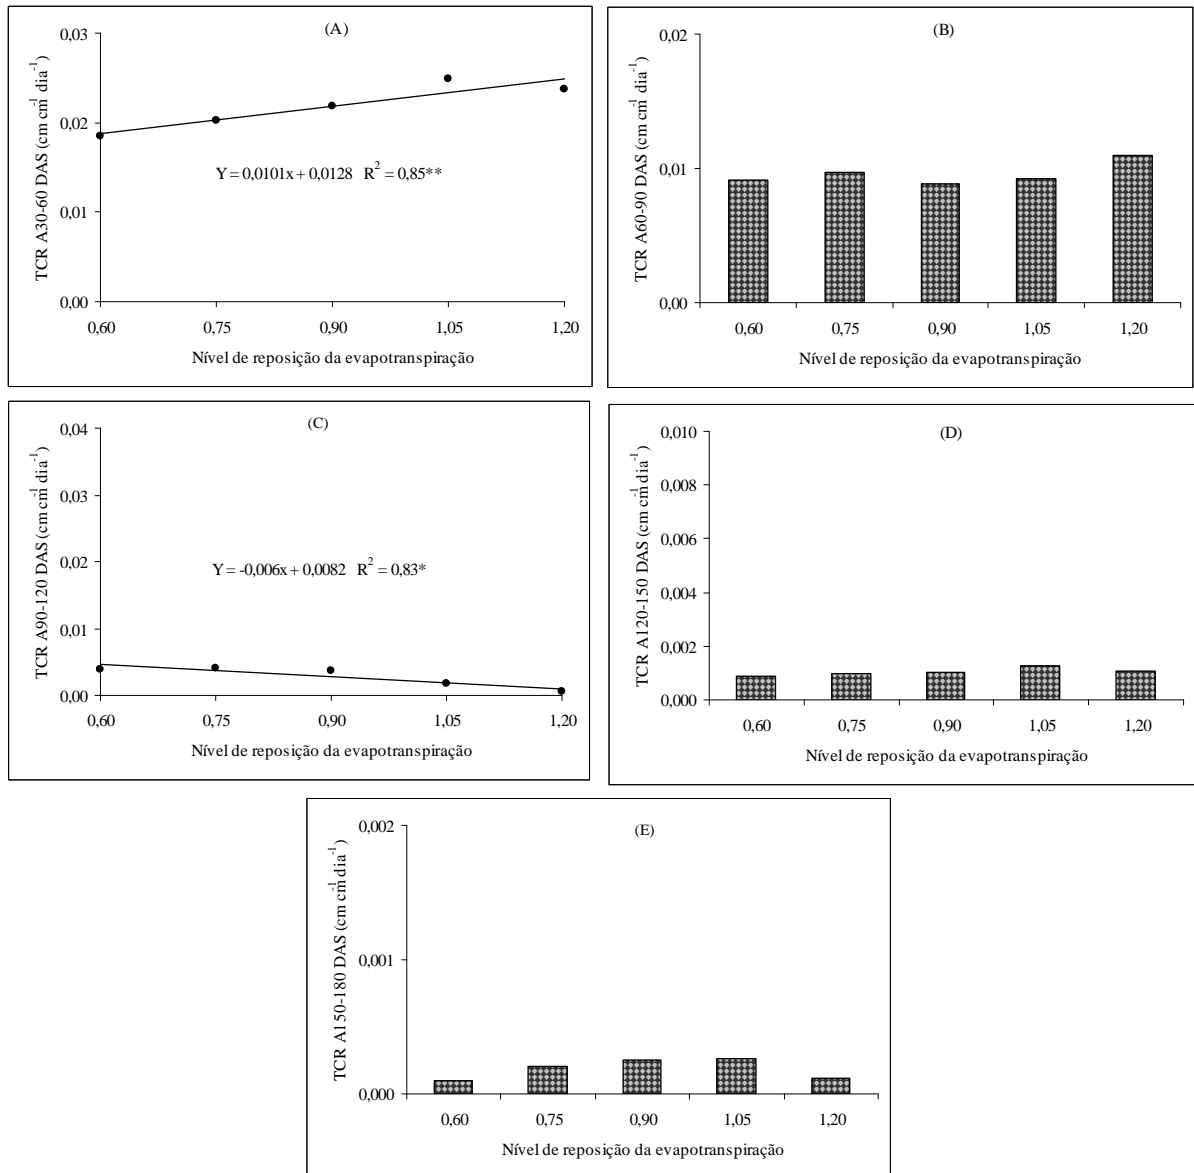 (A)
TCR A30-60 DAS (cm cm-1 dia-1)
0,03
0,02
0,01
0,00
Y = 0,0101x + 0,0128 R2 = 0,85**
0,60 0,75 0,90 1,05 1,20
Nível de reposição da evapotranspiração
(B)
TCR A60-90 DAS (cm cm-1 dia-1)
0,02
0,01
0,00
0,60 0,75 0,90 1,05 1,20
Nível de reposição da evapotranspiração
(C)
TCR A90-120 DAS (cm cm-1 dia-1)
0,04
0,03
0,02
0,01
0,00
Y = -0,006x + 0,0082 R2 = 0,83*
0,60 0,75 0,90 1,05 1,20
Nível de reposição da evapotranspiração
(D)
TCR A120-150 DAS (cm cm-1 dia-1)
0,010
0,008
0,006
0,004
0,002
0,000
0,60 0,75 0,90 1,05 1,20
Nível de reposição da evapotranspiração
(E)
TCR A150-180 DAS (cm cm-1 dia-1)
0,002
0,001
0,000
0,60 0,75 0,90 1,05 1,20
Nível de reposição da evapotranspiração